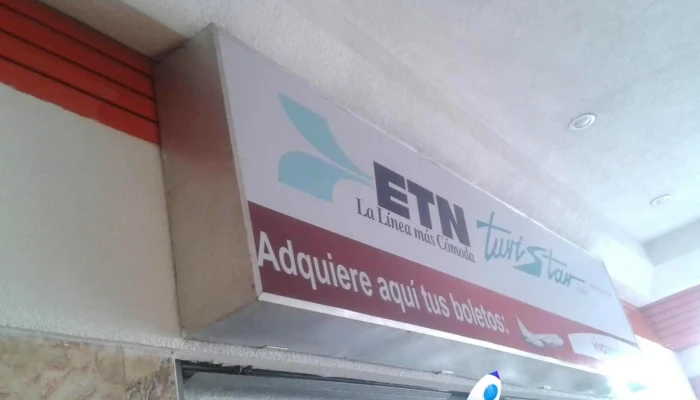 ETN
La Línea más Cómoda
turiStar
Adquiere aquí tus boletos: